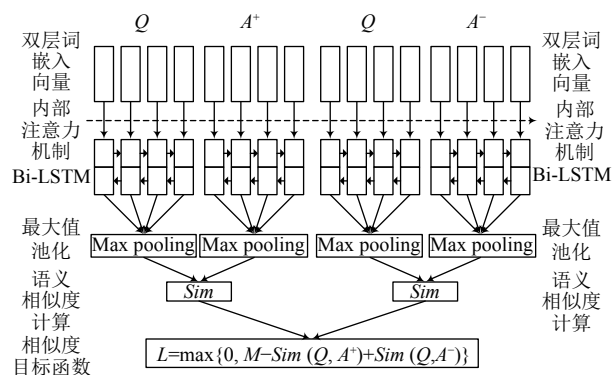 Q A⁺ Q A⁻
双层词
嵌入
向量
双层词
嵌入
向量
内部
注意力
机制
内部
注意力
机制
Bi-LSTM
Bi-LSTM
最大值
池化
Max pooling Max pooling Max pooling Max pooling
最大值
池化
语义
相似度
计算
Sim Sim
语义
相似度
计算
相似度
目标函数
L=max{0, M−Sim (Q, A⁺)+Sim (Q,A⁻)}